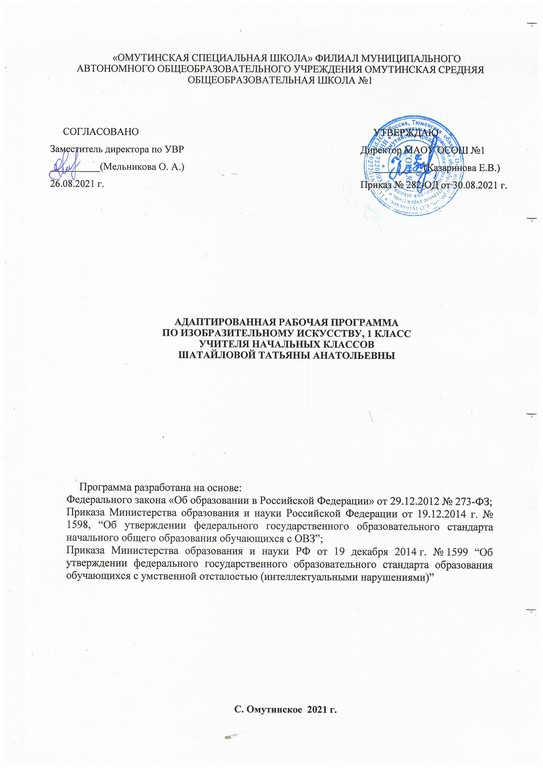 «ОМУТИНСКАЯ СПЕЦИАЛЬНАЯ ШКОЛА» ФИЛИАЛ МУНИЦИПАЛЬНОГО
АВТОНОМНОГО ОБЩЕОБРАЗОВАТЕЛЬНОГО УЧРЕЖДЕНИЯ ОМУТИНСКАЯ СРЕДНЯЯ
ОБЩЕОБРАЗОВАТЕЛЬНАЯ ШКОЛА №1
СОГЛАСОВАНО
Заместитель директора по УВР
(Мельникова О. А.)
26.08.2021 г.
УТВЕРЖДАЮ
Директор МАОУ ОСОШ №1
(Казаринова Е.В.)
Приказ № 282-ОД от 30.08.2021 г.
АДАПТИРОВАННАЯ РАБОЧАЯ ПРОГРАММА
ПО ИЗОБРАЗИТЕЛЬНОМУ ИСКУССТВУ, 1 КЛАСС
УЧИТЕЛЯ НАЧАЛЬНЫХ КЛАССОВ
ШАТАЙЛОВОЙ ТАТЬЯНЫ АНАТОЛЬЕВНЫ
Программа разработана на основе:
Федерального закона «Об образовании в Российской Федерации» от 29.12.2012 № 273-ФЗ;
Приказа Министерства образования и науки Российской Федерации от 19.12.2014 г. №
1598, “Об утверждении федерального государственного образовательного стандарта
начального общего образования обучающихся с ОВЗ”;
Приказа Министерства образования и науки РФ от 19 декабря 2014 г. № 1599 “Об
утверждении федерального государственного образовательного стандарта образования
обучающихся с умственной отсталостью (интеллектуальными нарушениями)”
С. Омутинское 2021 г.